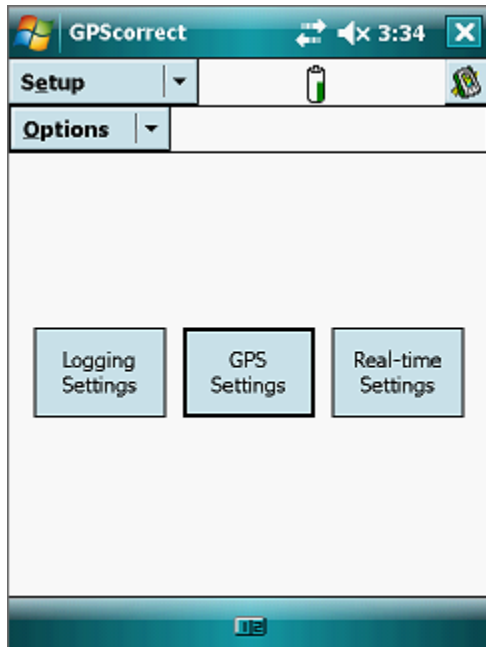 GPScorrect 3:34
Setup
Options
Logging Settings
GPS Settings
Real-time Settings